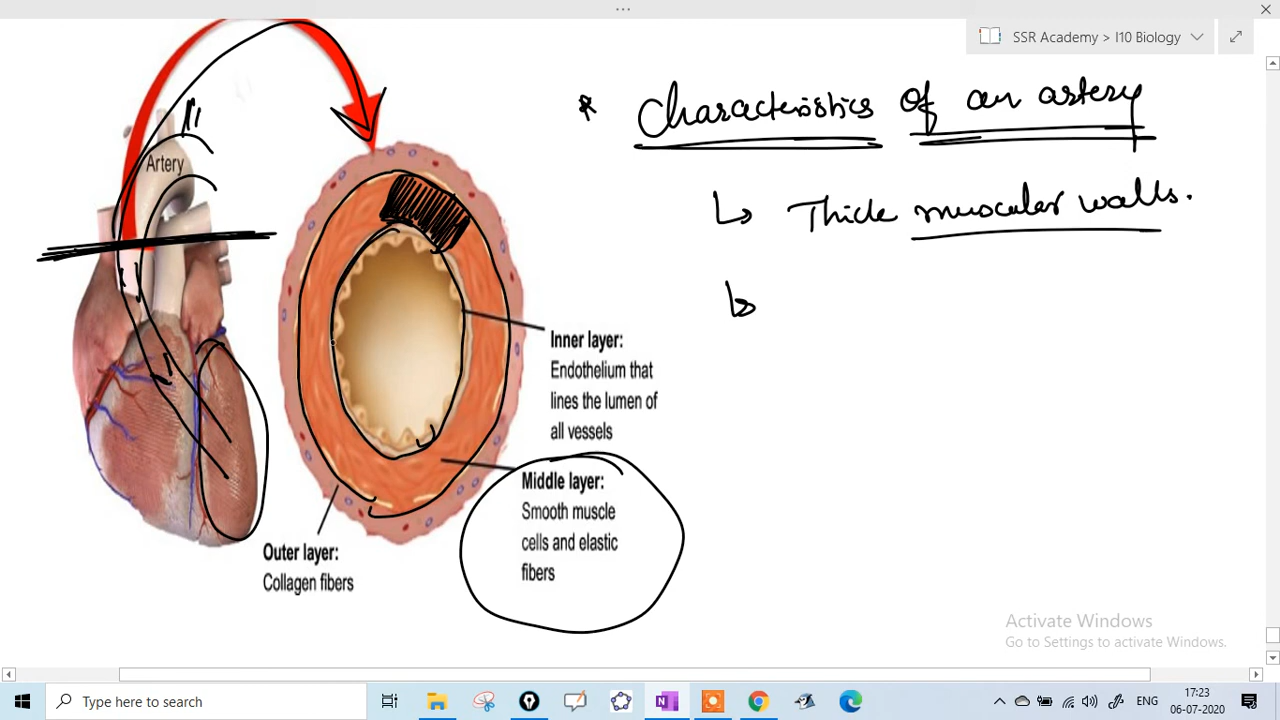 SSR Academy > I10 Biology
* Characteristics of an artery
Artery
↳ Thick muscular walls.
Inner layer:
Endothelium that
lines the lumen of
all vessels
Middle layer:
Smooth muscle
cells and elastic
fibers
Outer layer:
Collagen fibers
Activate Windows
Go to Settings to activate Windows.
Type here to search
ENG
17:23
06-07-2020